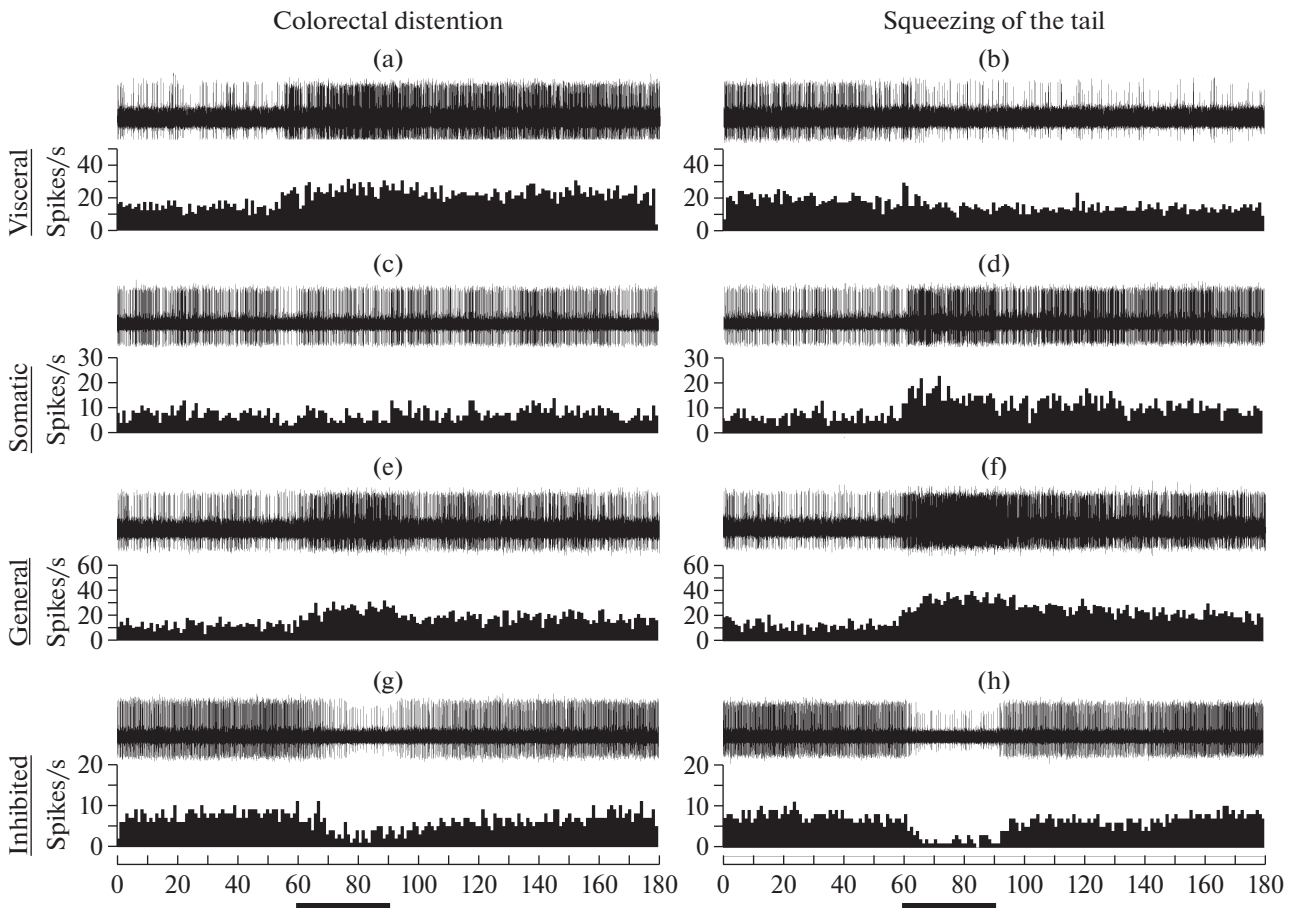 Colorectal distention
Squeezing of the tail
(a)
(b)
Visceral
Spikes/s
40
20
0
40
20
0
(c)
(d)
Somatic
Spikes/s
30
20
10
0
30
20
10
0
(e)
(f)
General
Spikes/s
60
40
20
0
60
40
20
0
(g)
(h)
Inhibited
Spikes/s
20
10
0
20
10
0
0 20 40 60 80 100 120 140 160 180
0 20 40 60 80 100 120 140 160 180